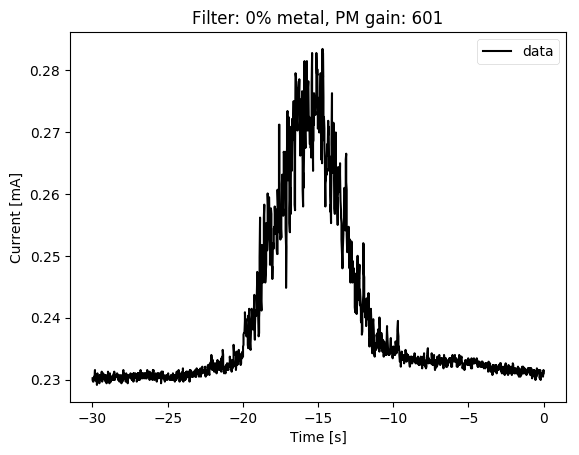 Filter: 0% metal, PM gain: 601
data
0.28
0.27
0.26
0.25
0.24
0.23
Current [mA]
−30 −25 −20 −15 −10 −5 0
Time [s]